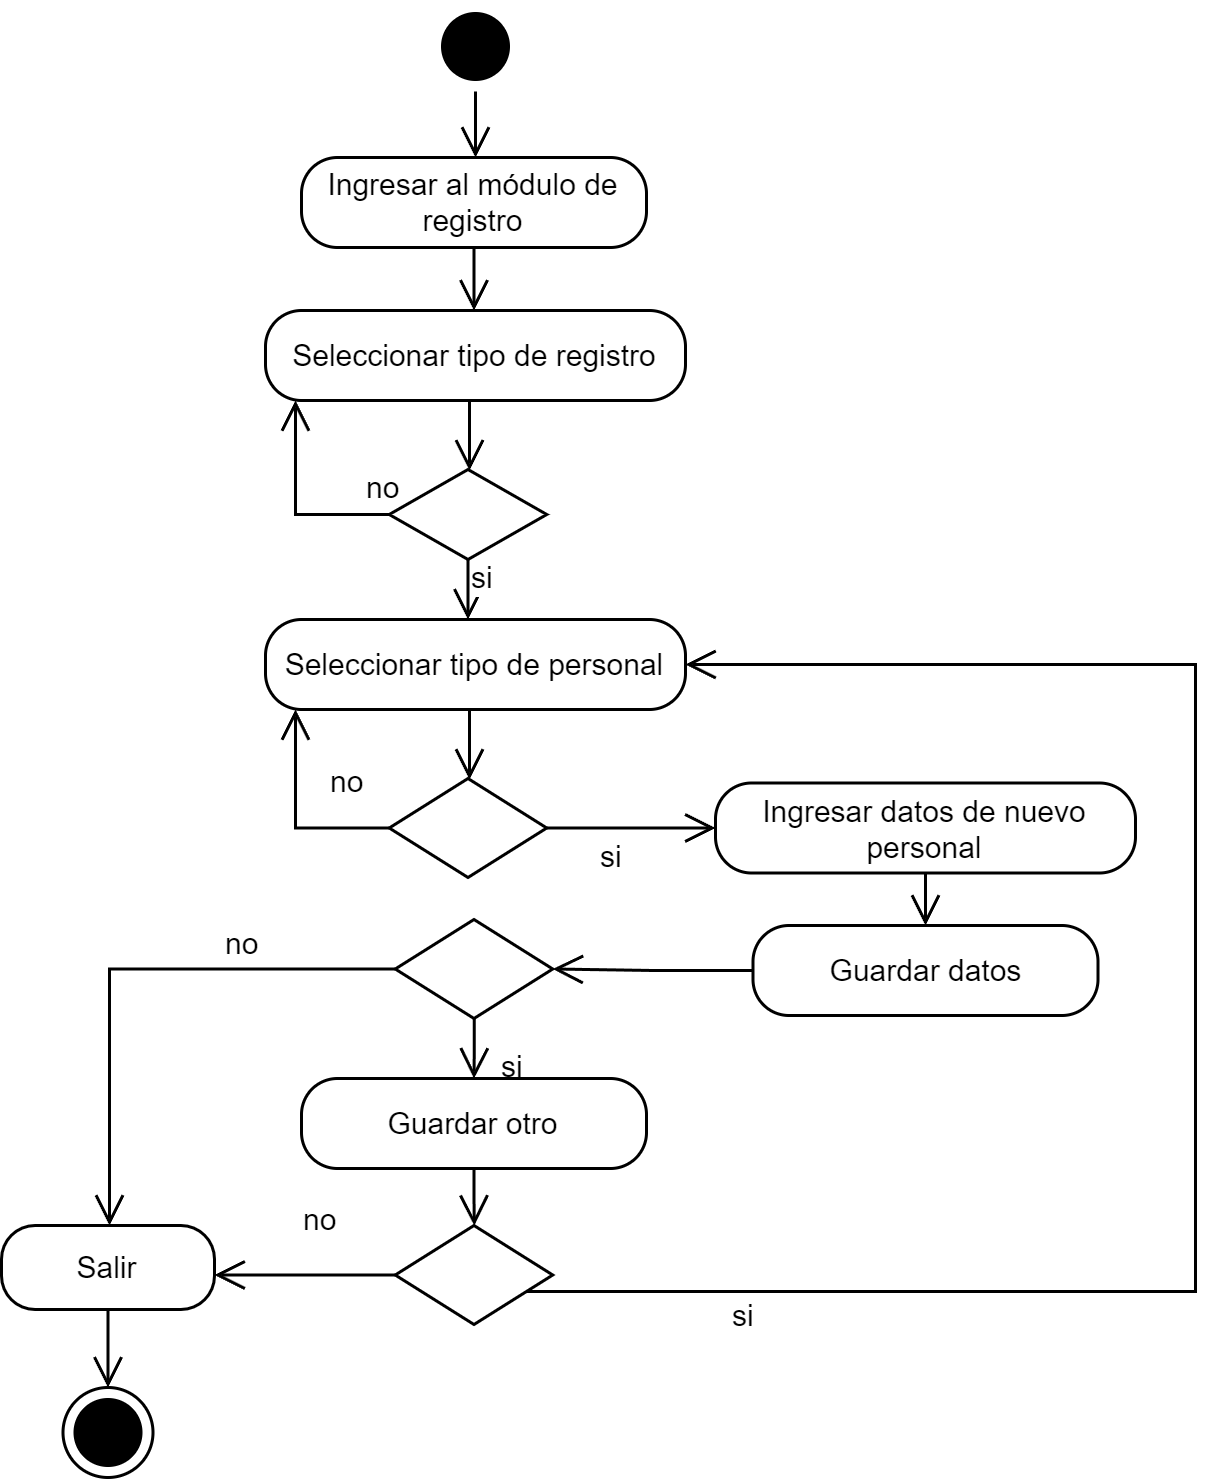 Ingresar al módulo de
registro
Seleccionar tipo de registro
no
si
Seleccionar tipo de personal
no
si
Ingresar datos de nuevo
personal
Guardar datos
no
si
Guardar otro
no
si
Salir